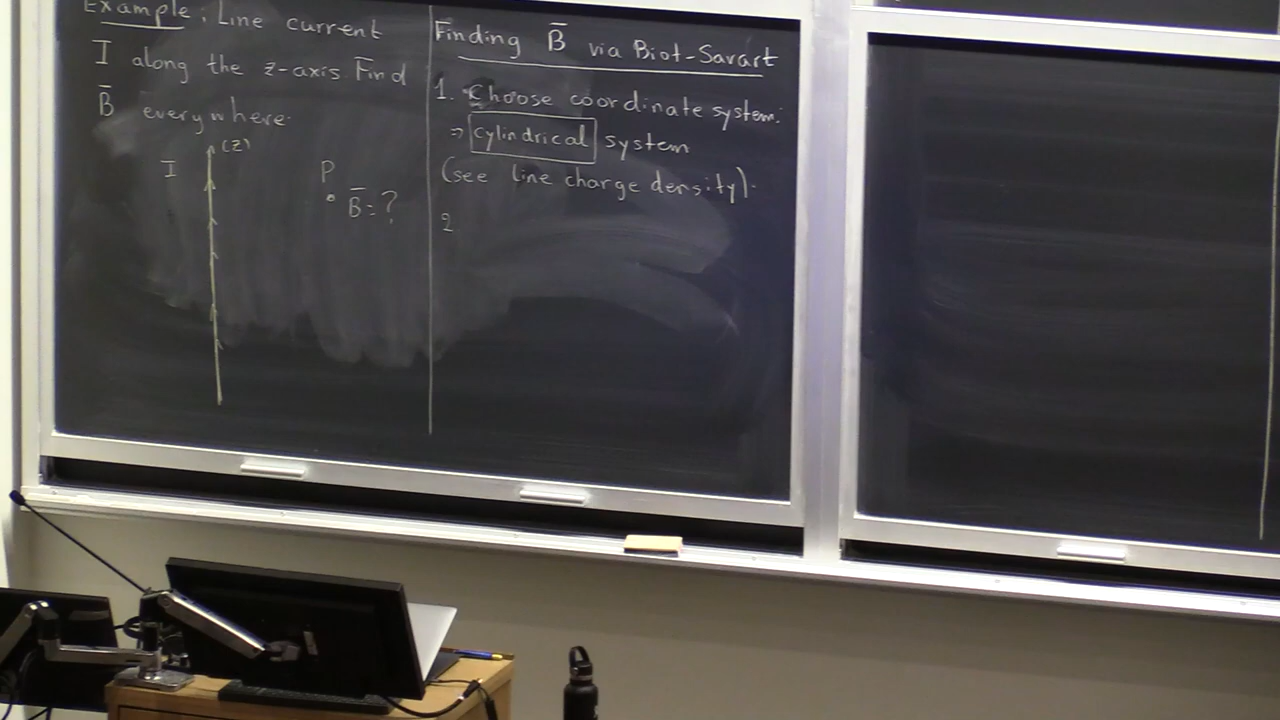 Example: Line current
I along the z-axis Find
B̄ everywhere.
(z)
I
P
B̄ = ?
Finding B̄ via Biot-Savart
1. Choose coordinate system:
⇒ cylindrical system
(see line charge density).
2